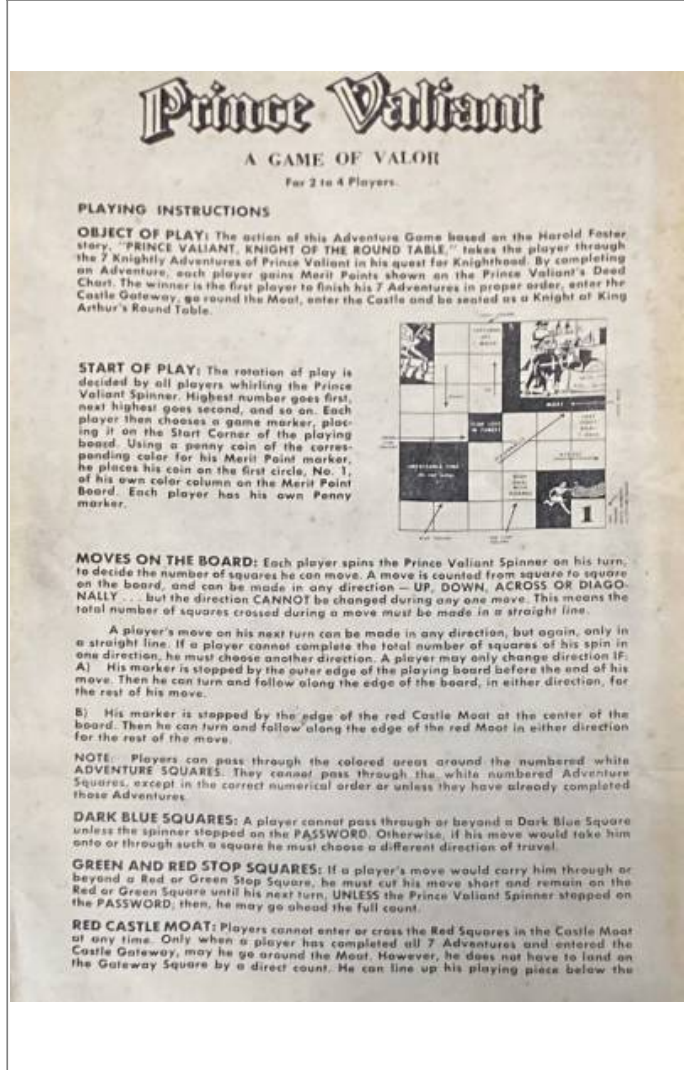 Prince Valiant
A GAME OF VALOR
For 2 to 4 Players.
PLAYING INSTRUCTIONS
OBJECT OF PLAY: The action of this Adventure Game based on the Harold Foster
story, "PRINCE VALIANT, KNIGHT OF THE ROUND TABLE," takes the player through
the 7 Knightly Adventures of Prince Valiant in his quest for Knighthood. By completing
an Adventure, each player gains Merit Points shown on the Prince Valiant's Deed
Chart. The winner is the first player to finish his 7 Adventures in proper order, enter the
Castle Gateway, go round the Moat, enter the Castle and be seated as a Knight of King
Arthur's Round Table.
START OF PLAY: The rotation of play is
decided by all players whirling the Prince
Valiant Spinner. Highest number goes first,
next highest goes second, and so on. Each
player then chooses a game marker, plac-
ing it on the Start Corner of the playing
board. Using a penny coin of the corres-
ponding color for his Merit Point marker,
he places his coin on the first circle, No. 1,
of his own color column on the Merit Point
Board. Each player has his own Penny
marker.
MOAT
YOUR LOST
IN FOREST
1
MOVES ON THE BOARD: Each player spins the Prince Valiant Spinner on his turn,
to decide the number of squares he can move. A move is counted from square to square
on the board, and can be made in any direction — UP, DOWN, ACROSS OR DIAGO-
NALLY . . . but the direction CANNOT be changed during any one move. This means the
total number of squares crossed during a move must be made in a straight line.
A player's move on his next turn can be made in any direction, but again, only in
a straight line. If a player cannot complete the total number of squares of his spin in
one direction, he must choose another direction. A player may only change direction IF:
A) His marker is stopped by the outer edge of the playing board before the end of his
move. Then he can turn and follow along the edge of the board, in either direction, for
the rest of his move.
B) His marker is stopped by the edge of the red Castle Moat at the center of the
board. Then he can turn and follow along the edge of the red Moat in either direction
for the rest of the move.
NOTE: Players can pass through the colored areas around the numbered white
ADVENTURE SQUARES. They cannot pass through the white numbered Adventure
Squares, except in the correct numerical order or unless they have already completed
those Adventures.
DARK BLUE SQUARES: A player cannot pass through or beyond a Dark Blue Square
unless the spinner stopped on the PASSWORD. Otherwise, if his move would take him
onto or through such a square he must choose a different direction of travel.
GREEN AND RED STOP SQUARES: If a player's move would carry him through or
beyond a Red or Green Stop Square, he must cut his move short and remain on the
Red or Green Square until his next turn, UNLESS the Prince Valiant Spinner stopped on
the PASSWORD; then, he may go ahead the full count.
RED CASTLE MOAT: Players cannot enter or cross the Red Squares in the Castle Moat
at any time. Only when a player has completed all 7 Adventures and entered the
Castle Gateway, may he go around the Moat. However, he does not have to land on
the Gateway Square by a direct count. He can line up his playing piece below the